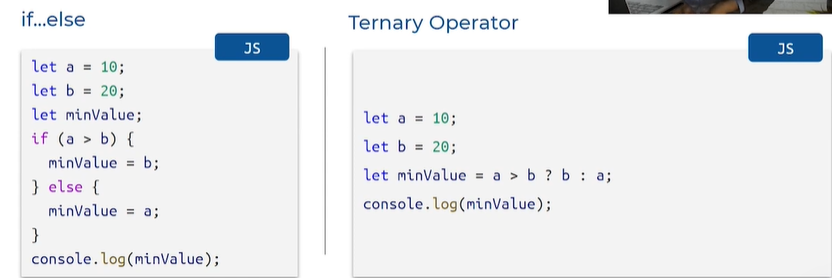 if...else
JS
let a = 10;
let b = 20;
let minValue;
if (a > b) {
  minValue = b;
} else {
  minValue = a;
}
console.log(minValue);
Ternary Operator
JS
let a = 10;
let b = 20;
let minValue = a > b ? b : a;
console.log(minValue);